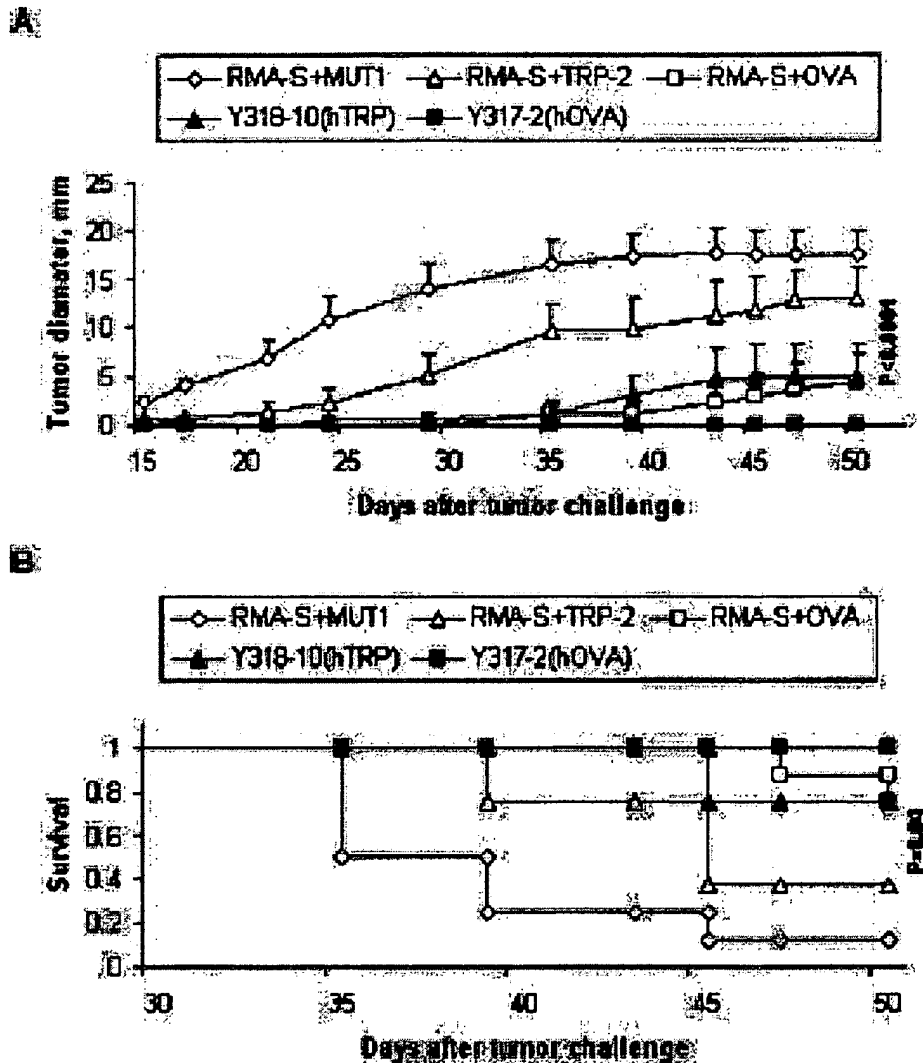 A
RMA-S+MUT1 RMA-S+TRP-2 RMA-S+OVA
Y318-10(hTRP) Y317-2(hOVA)
Tumor diameter, mm
25
20
15
10
5
0
15 20 25 30 35 40 45 50
Days after tumor challenge
P<0.0001
B
RMA-S+MUT1 RMA-S+TRP-2 RMA-S+OVA
Y318-10(hTRP) Y317-2(hOVA)
Survival
1
0.8
0.6
0.4
0.2
0
30 35 40 45 50
Days after tumor challenge